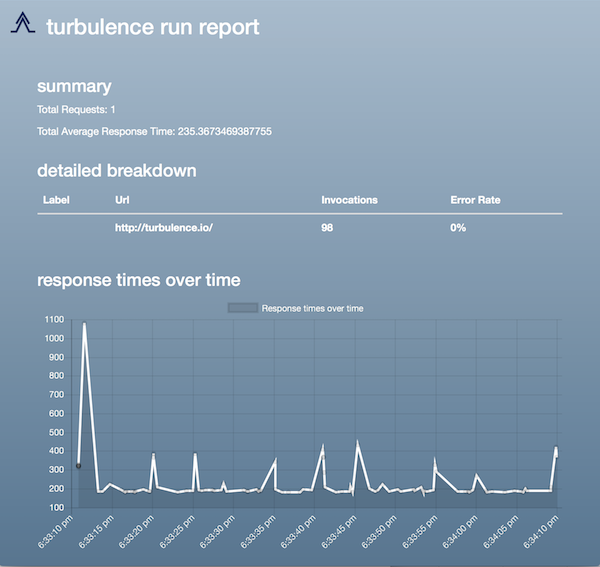 turbulence run report
summary
Total Requests: 1
Total Average Response Time: 235.3673469387755
detailed breakdown
Label Url Invocations Error Rate
http://turbulence.io/ 98 0%
response times over time
Response times over time
1100
1000
900
800
700
600
500
400
300
200
100
6:33:10 pm 6:33:15 pm 6:33:20 pm 6:33:25 pm 6:33:30 pm 6:33:35 pm 6:33:40 pm 6:33:45 pm 6:33:50 pm 6:33:55 pm 6:34:00 pm 6:34:05 pm 6:34:10 pm